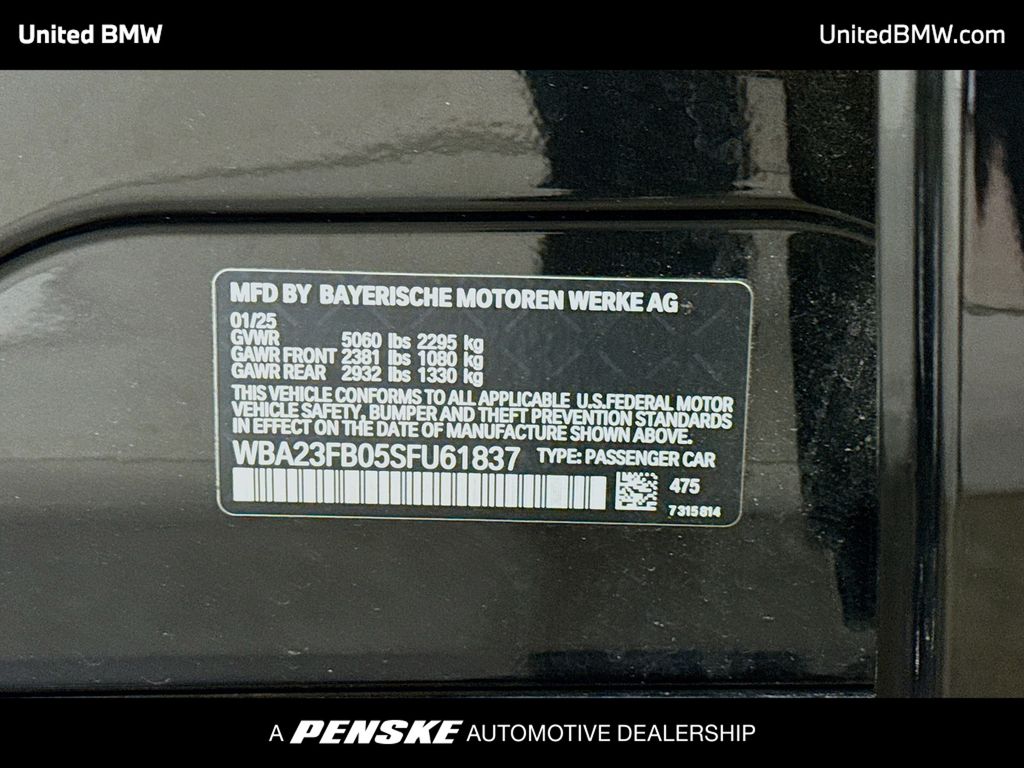 United BMW
UnitedBMW.com
MFD BY BAYERISCHE MOTOREN WERKE AG
01/25
GVWR 5060 lbs 2295 kg
GAWR FRONT 2381 lbs 1080 kg
GAWR REAR 2932 lbs 1330 kg
THIS VEHICLE CONFORMS TO ALL APPLICABLE U.S.FEDERAL MOTOR
VEHICLE SAFETY, BUMPER AND THEFT PREVENTION STANDARDS
IN EFFECT ON THE DATE OF MANUFACTURE SHOWN ABOVE.
WBA23FB05SFU61837 TYPE: PASSENGER CAR
475
7315814
A PENSKE AUTOMOTIVE DEALERSHIP